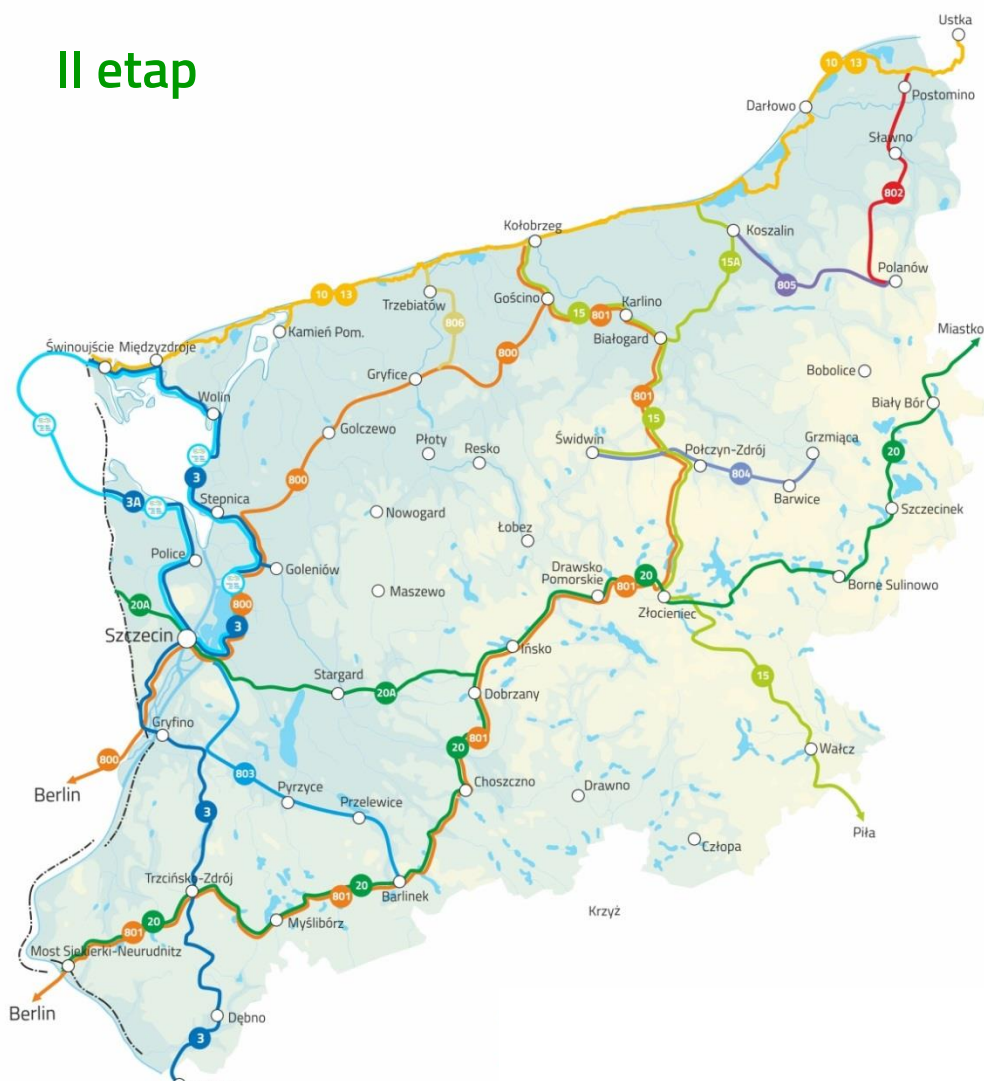 II etap
Ustka
10
13
Postomino
Darłowo
Sławno
802
Kołobrzeg
Koszalin
15A
Polanów
805
10
13
Trzebiatów
Gościno
15
801
Karlino
Kamień Pom.
806
Białogard
Miastko
Świnoujście
Międzyzdroje
800
Bobolice
Gryfice
801
Biały Bór
Wolin
15
Golczewo
Płoty
Resko
Świdwin
Połczyn-Zdrój
Grzmiąca
20
3
800
804
Barwice
3A
Stepnica
Nowogard
Szczecinek
Łobez
Police
Goleniów
Drawsko
Pomorskie
20
801
Borne Sulinowo
Maszewo
Złocieniec
20A
800
3
Szczecin
Ińsko
Stargard
20A
Dobrzany
15
Gryfino
801
20
Wałcz
800
803
Berlin
Pyrzyce
Choszczno
Drawno
Przelewice
3
Piła
Człopa
Trzcińsko-Zdrój
Barlinek
20
801
Krzyż
20
801
Myślibórz
Most Siekierki-Neurudnitz
Berlin
Dębno
3